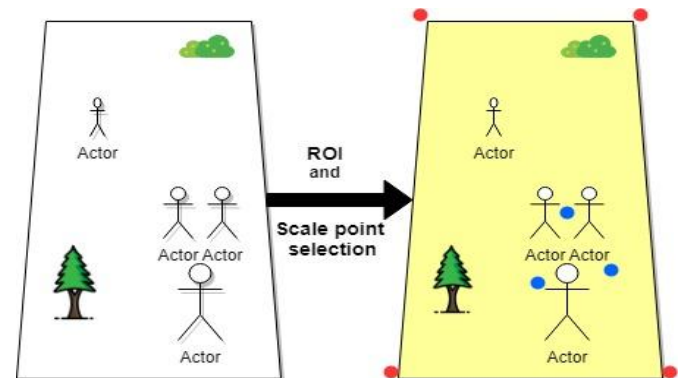 Actor
Actor Actor
Actor
ROI
and
Scale point
selection
Actor
Actor Actor
Actor